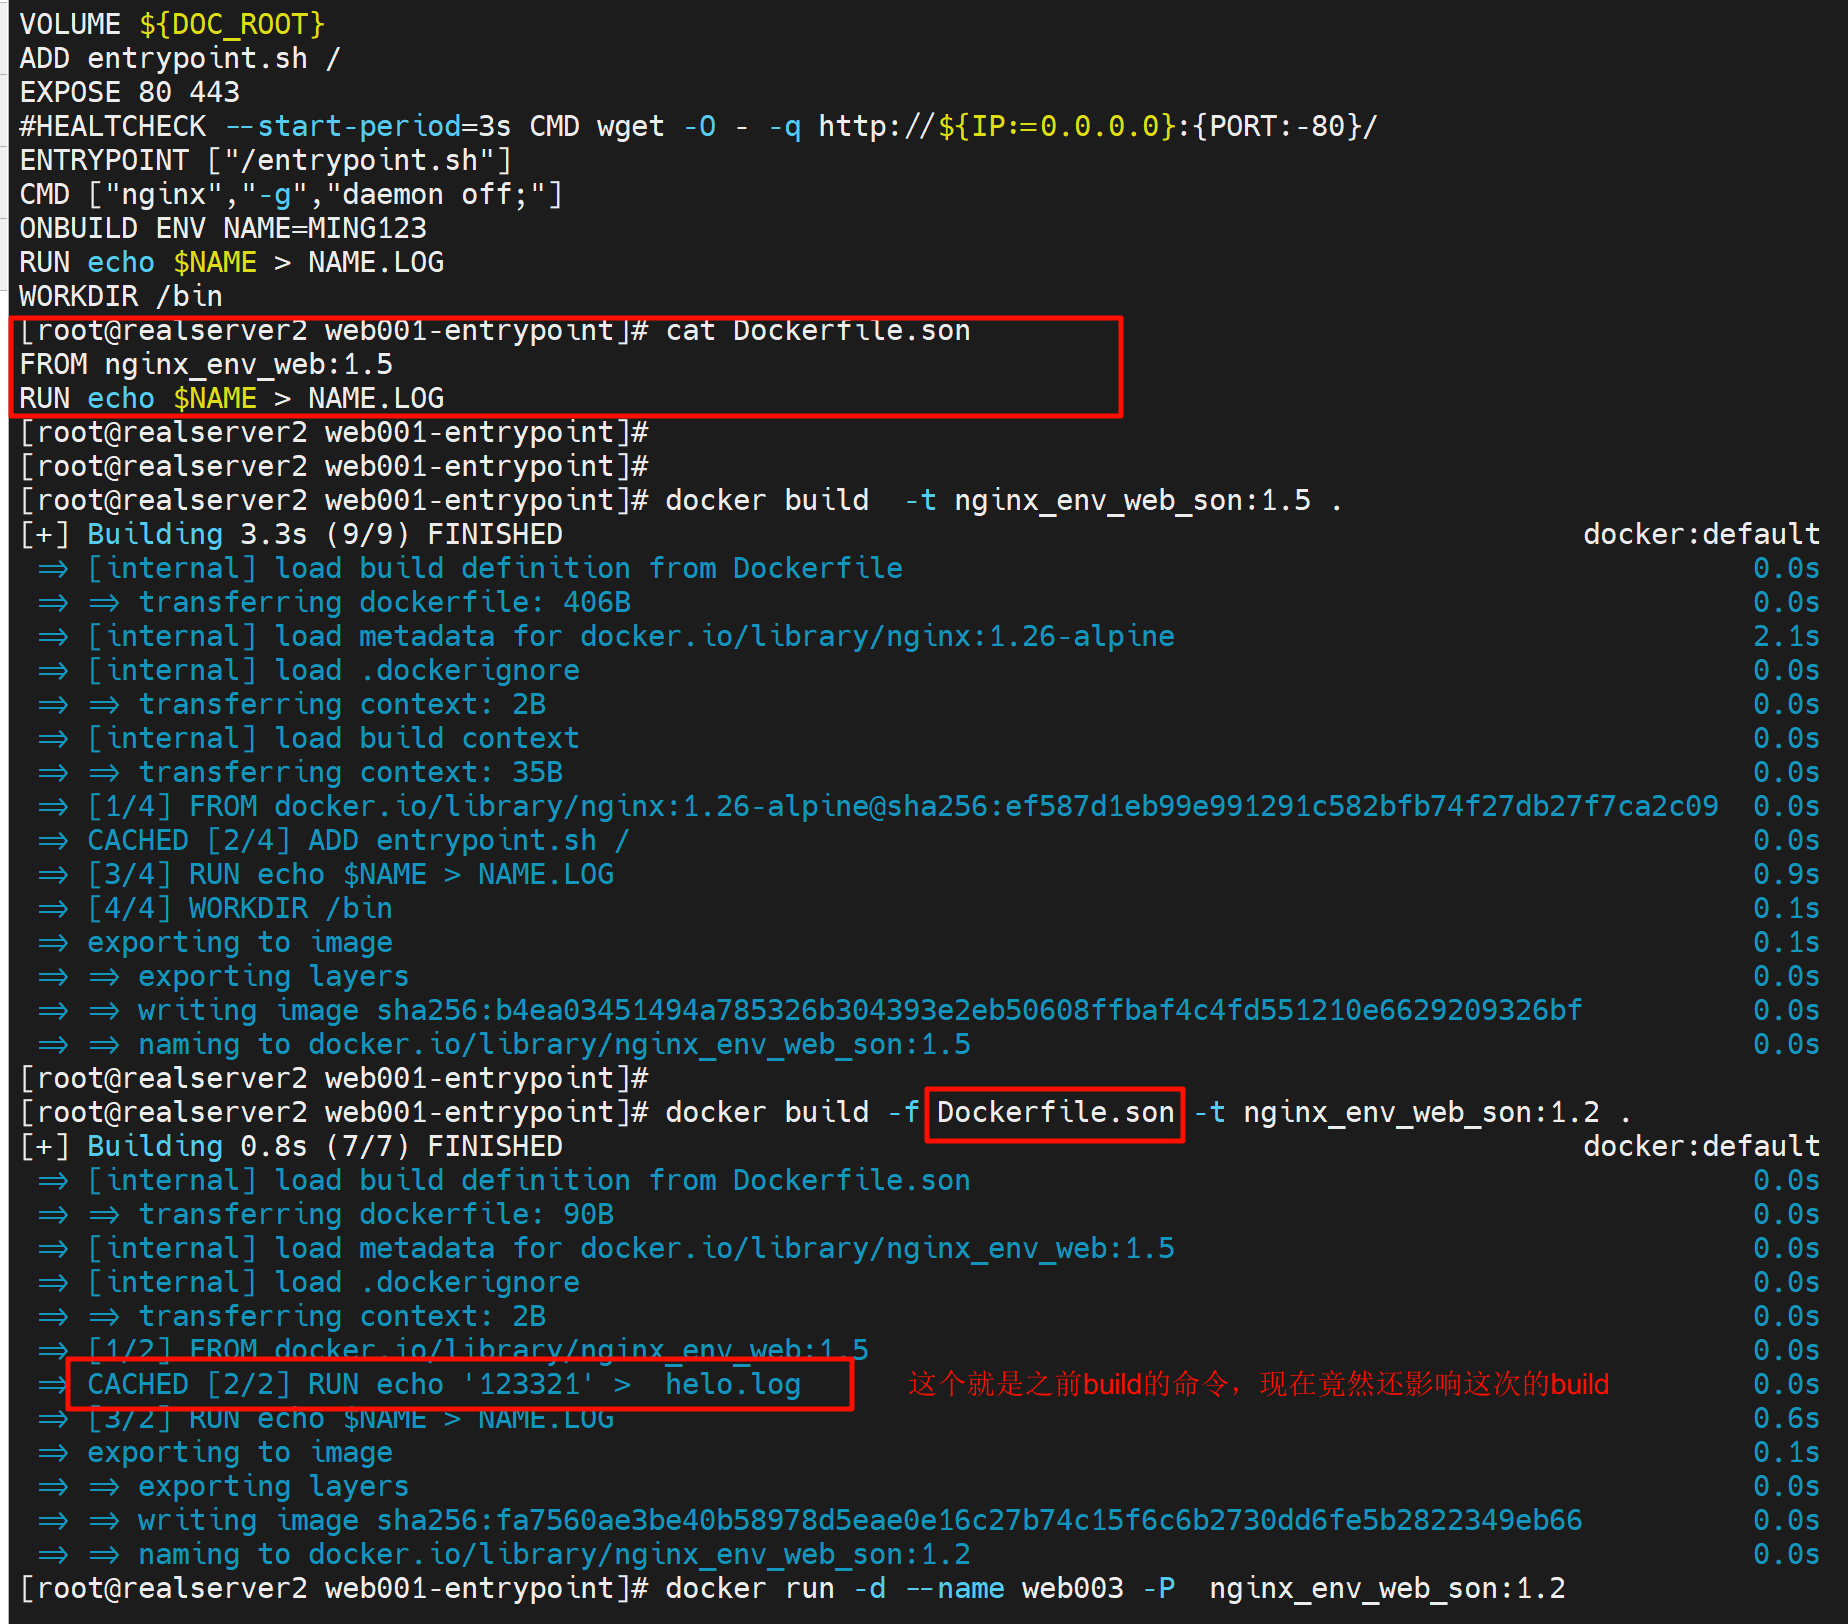 VOLUME ${DOC_ROOT}
ADD entrypoint.sh /
EXPOSE 80 443
#HEALTCHECK --start-period=3s CMD wget -O - -q http://${IP:=0.0.0.0}:{PORT:-80}/
ENTRYPOINT ["/entrypoint.sh"]
CMD ["nginx","-g","daemon off;"]
ONBUILD ENV NAME=MING123
RUN echo $NAME > NAME.LOG
WORKDIR /bin
[root@realserver2 web001-entrypoint]# cat Dockerfile.son
FROM nginx_env_web:1.5
RUN echo $NAME > NAME.LOG
[root@realserver2 web001-entrypoint]#
[root@realserver2 web001-entrypoint]#
[root@realserver2 web001-entrypoint]# docker build  -t nginx_env_web_son:1.5 .
[+] Building 3.3s (9/9) FINISHED docker:default
=> [internal] load build definition from Dockerfile 0.0s
=> => transferring dockerfile: 406B 0.0s
=> [internal] load metadata for docker.io/library/nginx:1.26-alpine 2.1s
=> [internal] load .dockerignore 0.0s
=> => transferring context: 2B 0.0s
=> [internal] load build context 0.0s
=> => transferring context: 35B 0.0s
=> [1/4] FROM docker.io/library/nginx:1.26-alpine@sha256:ef587d1eb99e991291c582bfb74f27db27f7ca2c09 0.0s
=> CACHED [2/4] ADD entrypoint.sh / 0.0s
=> [3/4] RUN echo $NAME > NAME.LOG 0.9s
=> [4/4] WORKDIR /bin 0.1s
=> exporting to image 0.1s
=> => exporting layers 0.0s
=> => writing image sha256:b4ea03451494a785326b304393e2eb50608ffbaf4c4fd551210e6629209326bf 0.0s
=> => naming to docker.io/library/nginx_env_web_son:1.5 0.0s
[root@realserver2 web001-entrypoint]#
[root@realserver2 web001-entrypoint]# docker build -f Dockerfile.son -t nginx_env_web_son:1.2 .
[+] Building 0.8s (7/7) FINISHED docker:default
=> [internal] load build definition from Dockerfile.son 0.0s
=> => transferring dockerfile: 90B 0.0s
=> [internal] load metadata for docker.io/library/nginx_env_web:1.5 0.0s
=> [internal] load .dockerignore 0.0s
=> => transferring context: 2B 0.0s
=> [1/2] FROM docker.io/library/nginx_env_web:1.5 0.0s
=> CACHED [2/2] RUN echo '123321' >  helo.log 这个就是之前build的命令，现在竟然还影响这次的build 0.0s
=> [3/2] RUN echo $NAME > NAME.LOG 0.6s
=> exporting to image 0.1s
=> => exporting layers 0.0s
=> => writing image sha256:fa7560ae3be40b58978d5eae0e16c27b74c15f6c6b2730dd6fe5b2822349eb66 0.0s
=> => naming to docker.io/library/nginx_env_web_son:1.2 0.0s
[root@realserver2 web001-entrypoint]# docker run -d --name web003 -P  nginx_env_web_son:1.2